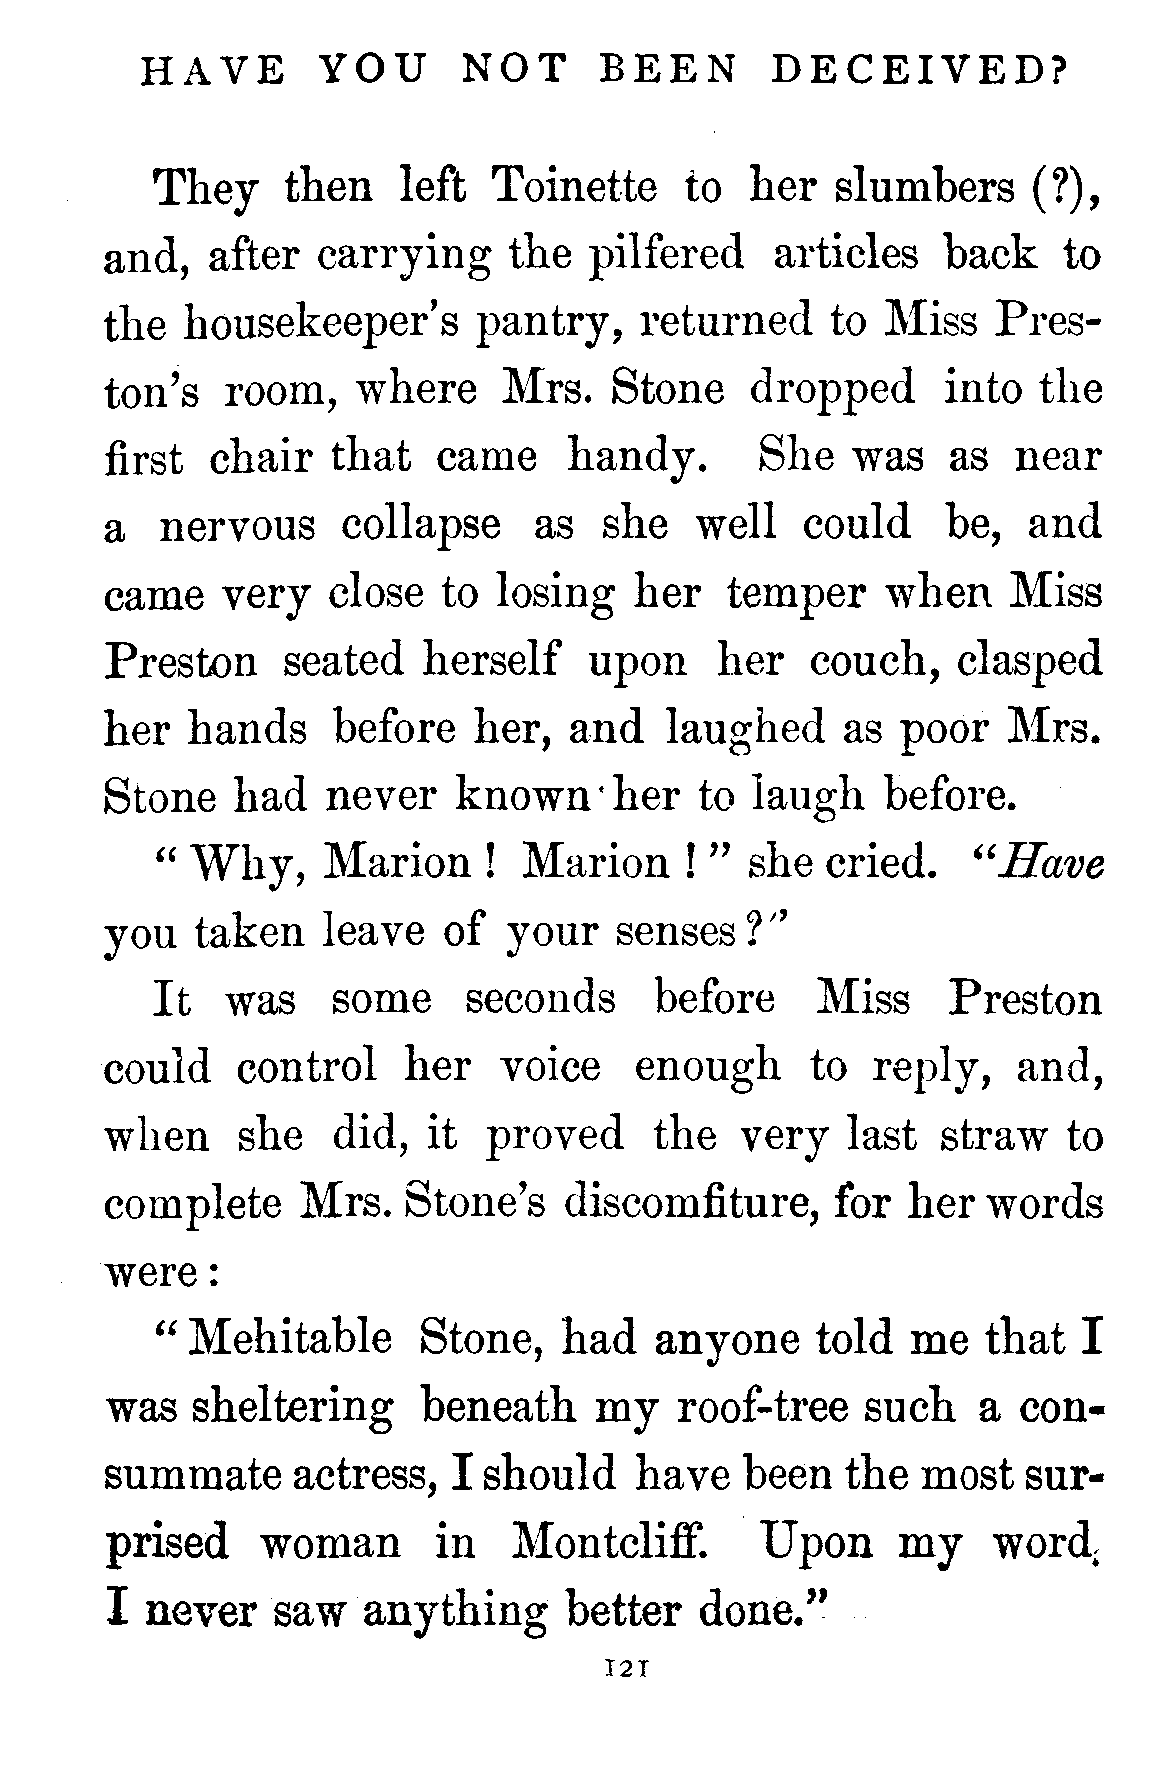 HAVE YOU NOT BEEN DECEIVED?
They then left Toinette to her slumbers (?),
and, after carrying the pilfered articles back to
the housekeeper's pantry, returned to Miss Pres-
ton's room, where Mrs. Stone dropped into the
first chair that came handy. She was as near
a nervous collapse as she well could be, and
came very close to losing her temper when Miss
Preston seated herself upon her couch, clasped
her hands before her, and laughed as poor Mrs.
Stone had never known her to laugh before.
" Why, Marion ! Marion ! " she cried. "Have
you taken leave of your senses ?"
It was some seconds before Miss Preston
could control her voice enough to reply, and,
when she did, it proved the very last straw to
complete Mrs. Stone's discomfiture, for her words
were :
" Mehitable Stone, had anyone told me that I
was sheltering beneath my roof-tree such a con-
summate actress, I should have been the most sur-
prised woman in Montcliff. Upon my word,
I never saw anything better done."
121